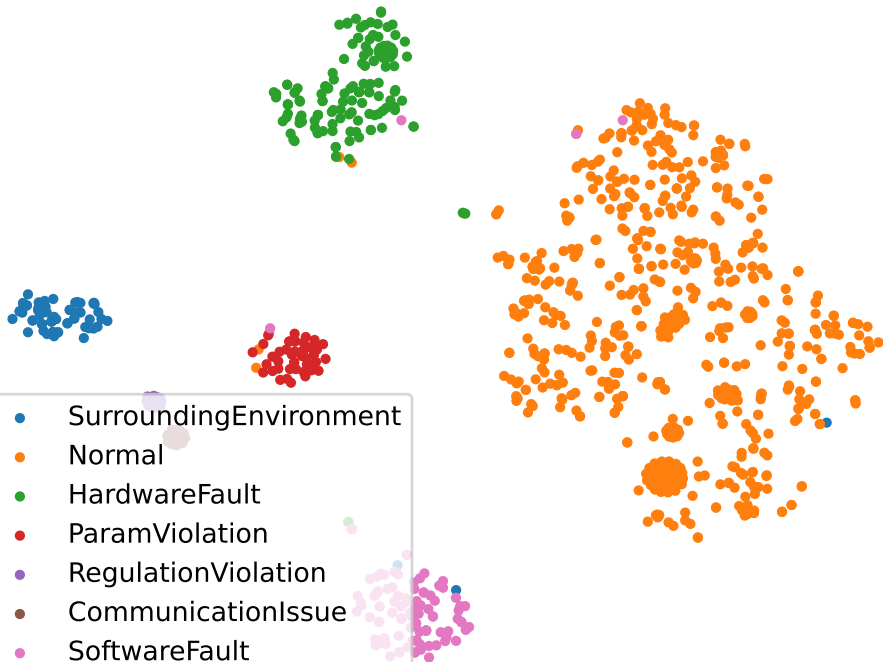 SurroundingEnvironment
Normal
HardwareFault
ParamViolation
RegulationViolation
CommunicationIssue
SoftwareFault